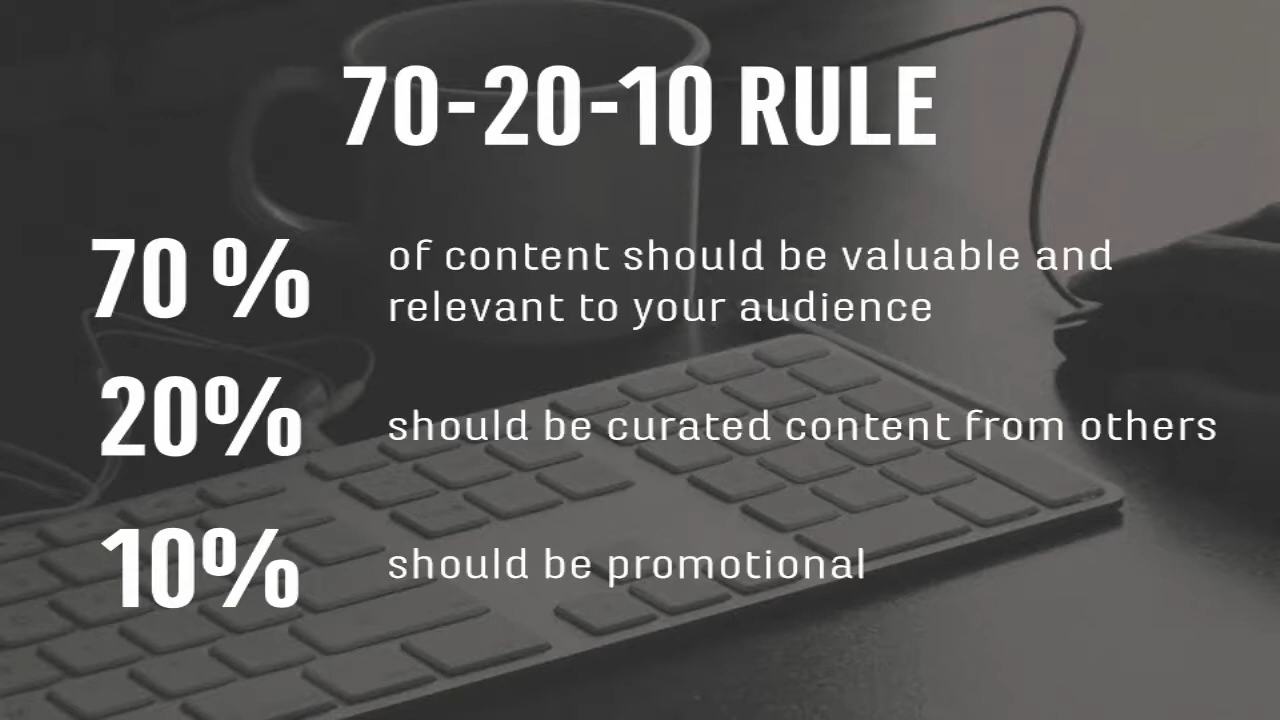 70-20-10 RULE
70 %
of content should be valuable and
relevant to your audience
20%
should be curated content from others
10%
should be promotional